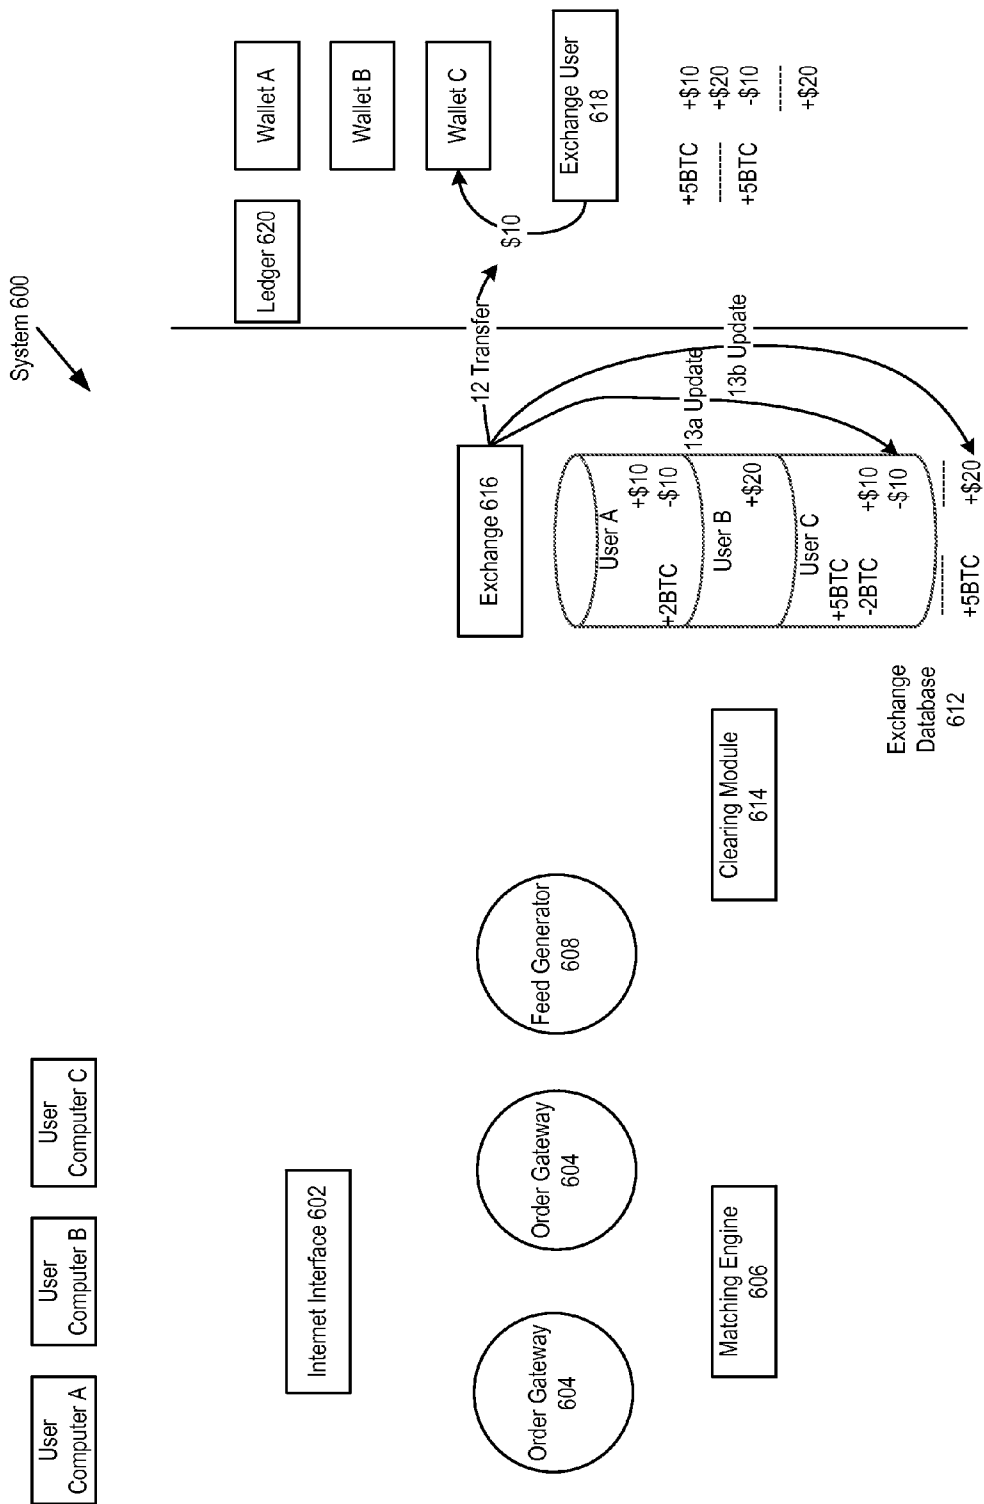 System 600
User
Computer A
User
Computer B
User
Computer C
Internet Interface 602
Order Gateway
604
Order Gateway
604
Feed Generator
608
Matching Engine
606
Clearing Module
614
Exchange 616
User A
+$10
+2BTC -$10
User B
+$20
User C
+5BTC +$10
-2BTC -$10
---------- ----------
+5BTC +$20
Exchange
Database
612
12 Transfer
13a Update
13b Update
$10
Ledger 620
Wallet A
Wallet B
Wallet C
Exchange User
618
+5BTC +$10
---------- +$20
+5BTC -$10
----------
+$20